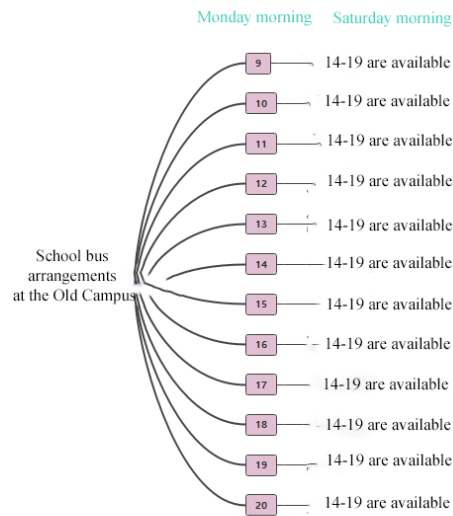 Monday morning Saturday morning
9 14-19 are available
10 14-19 are available
11 14-19 are available
12 14-19 are available
13 14-19 are available
14 14-19 are available
School bus
arrangements
at the Old Campus
15 14-19 are available
16 14-19 are available
17 14-19 are available
18 14-19 are available
19 14-19 are available
20 14-19 are available